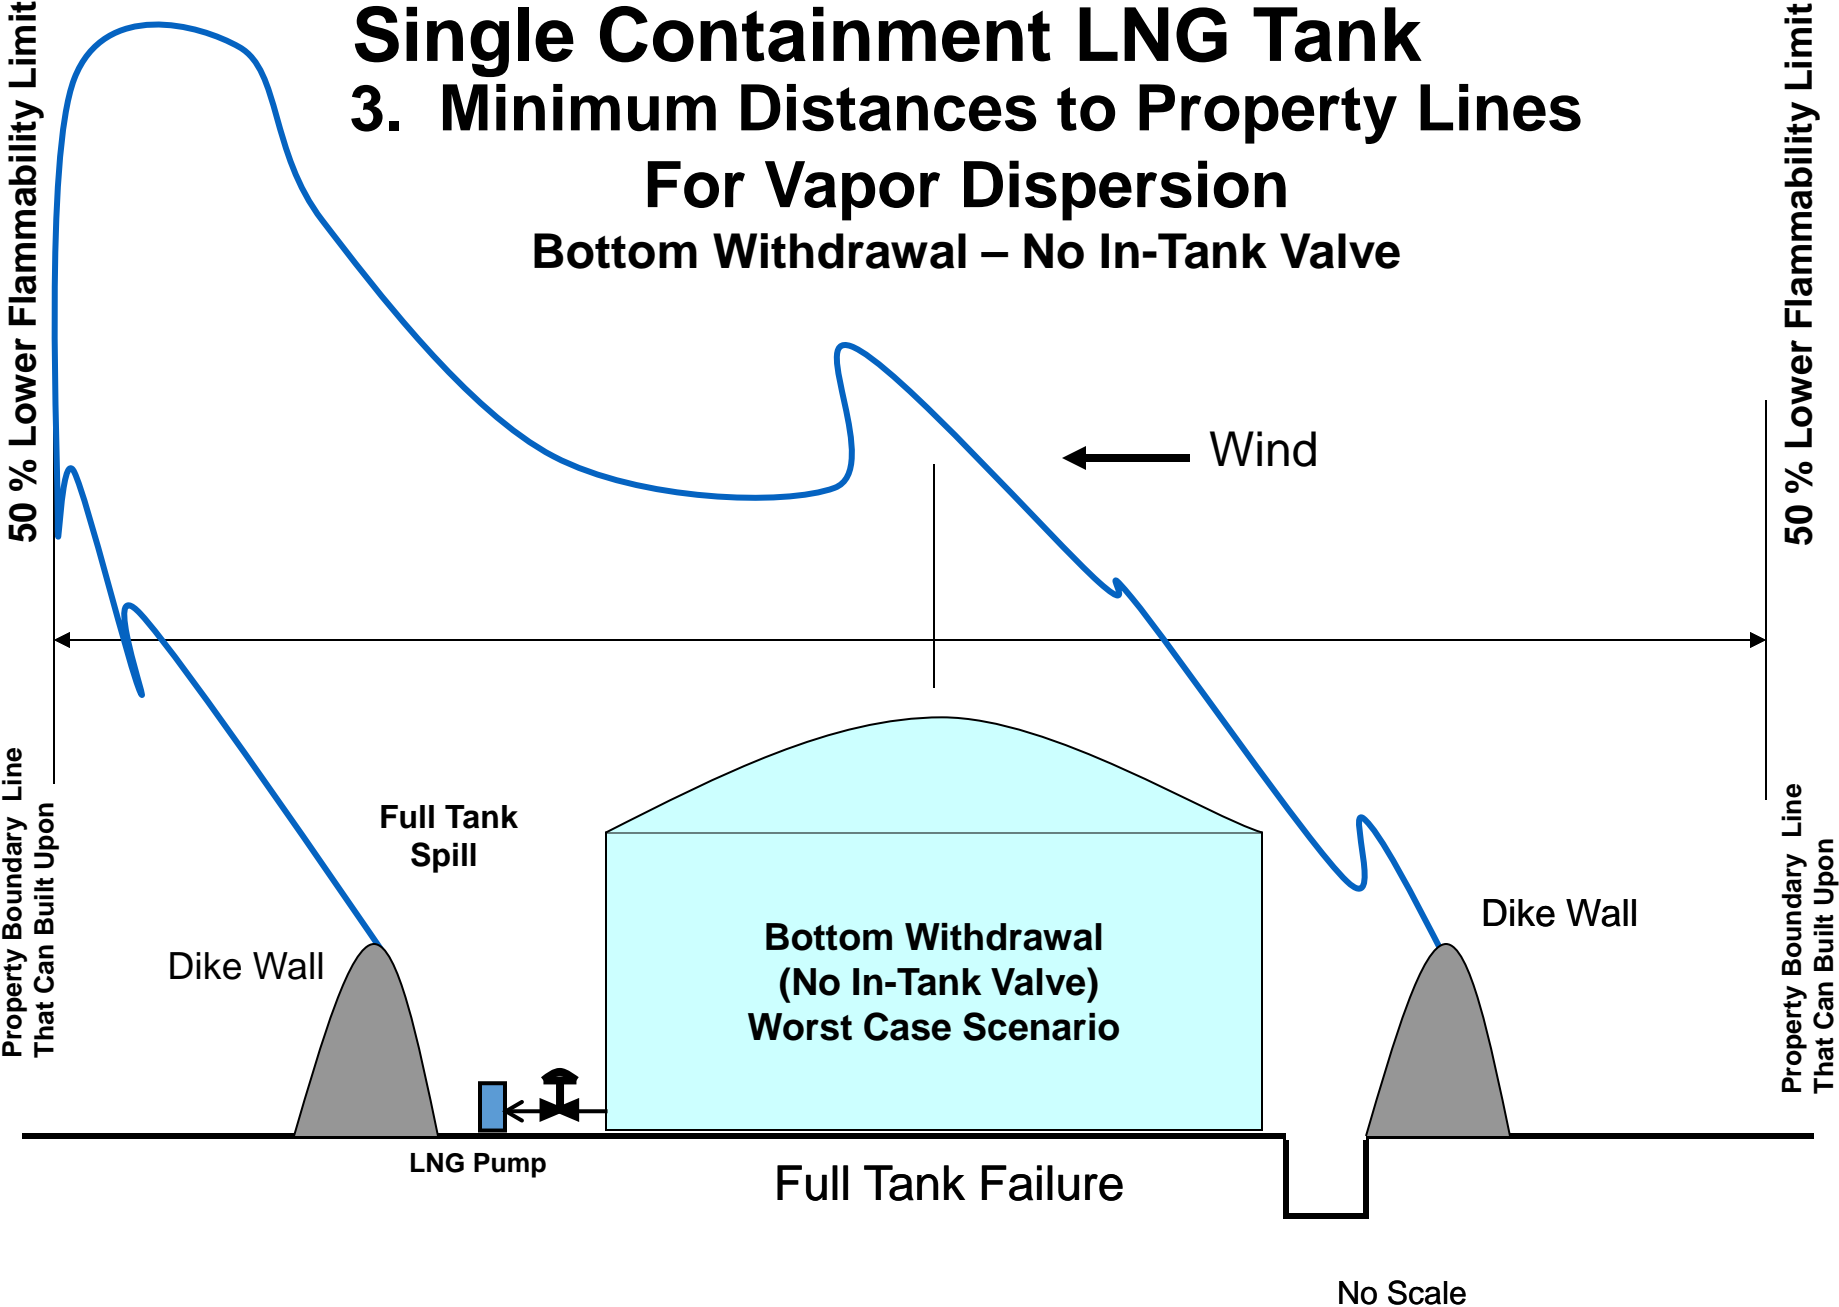 Single Containment LNG Tank
3. Minimum Distances to Property Lines
For Vapor Dispersion
Bottom Withdrawal – No In-Tank Valve
50 % Lower Flammability Limit
50 % Lower Flammability Limit
Wind
Property Boundary Line
That Can Built Upon
Full Tank
Spill
Dike Wall
Bottom Withdrawal
(No In-Tank Valve)
Worst Case Scenario
Dike Wall
Property Boundary Line
That Can Built Upon
LNG Pump
Full Tank Failure
No Scale